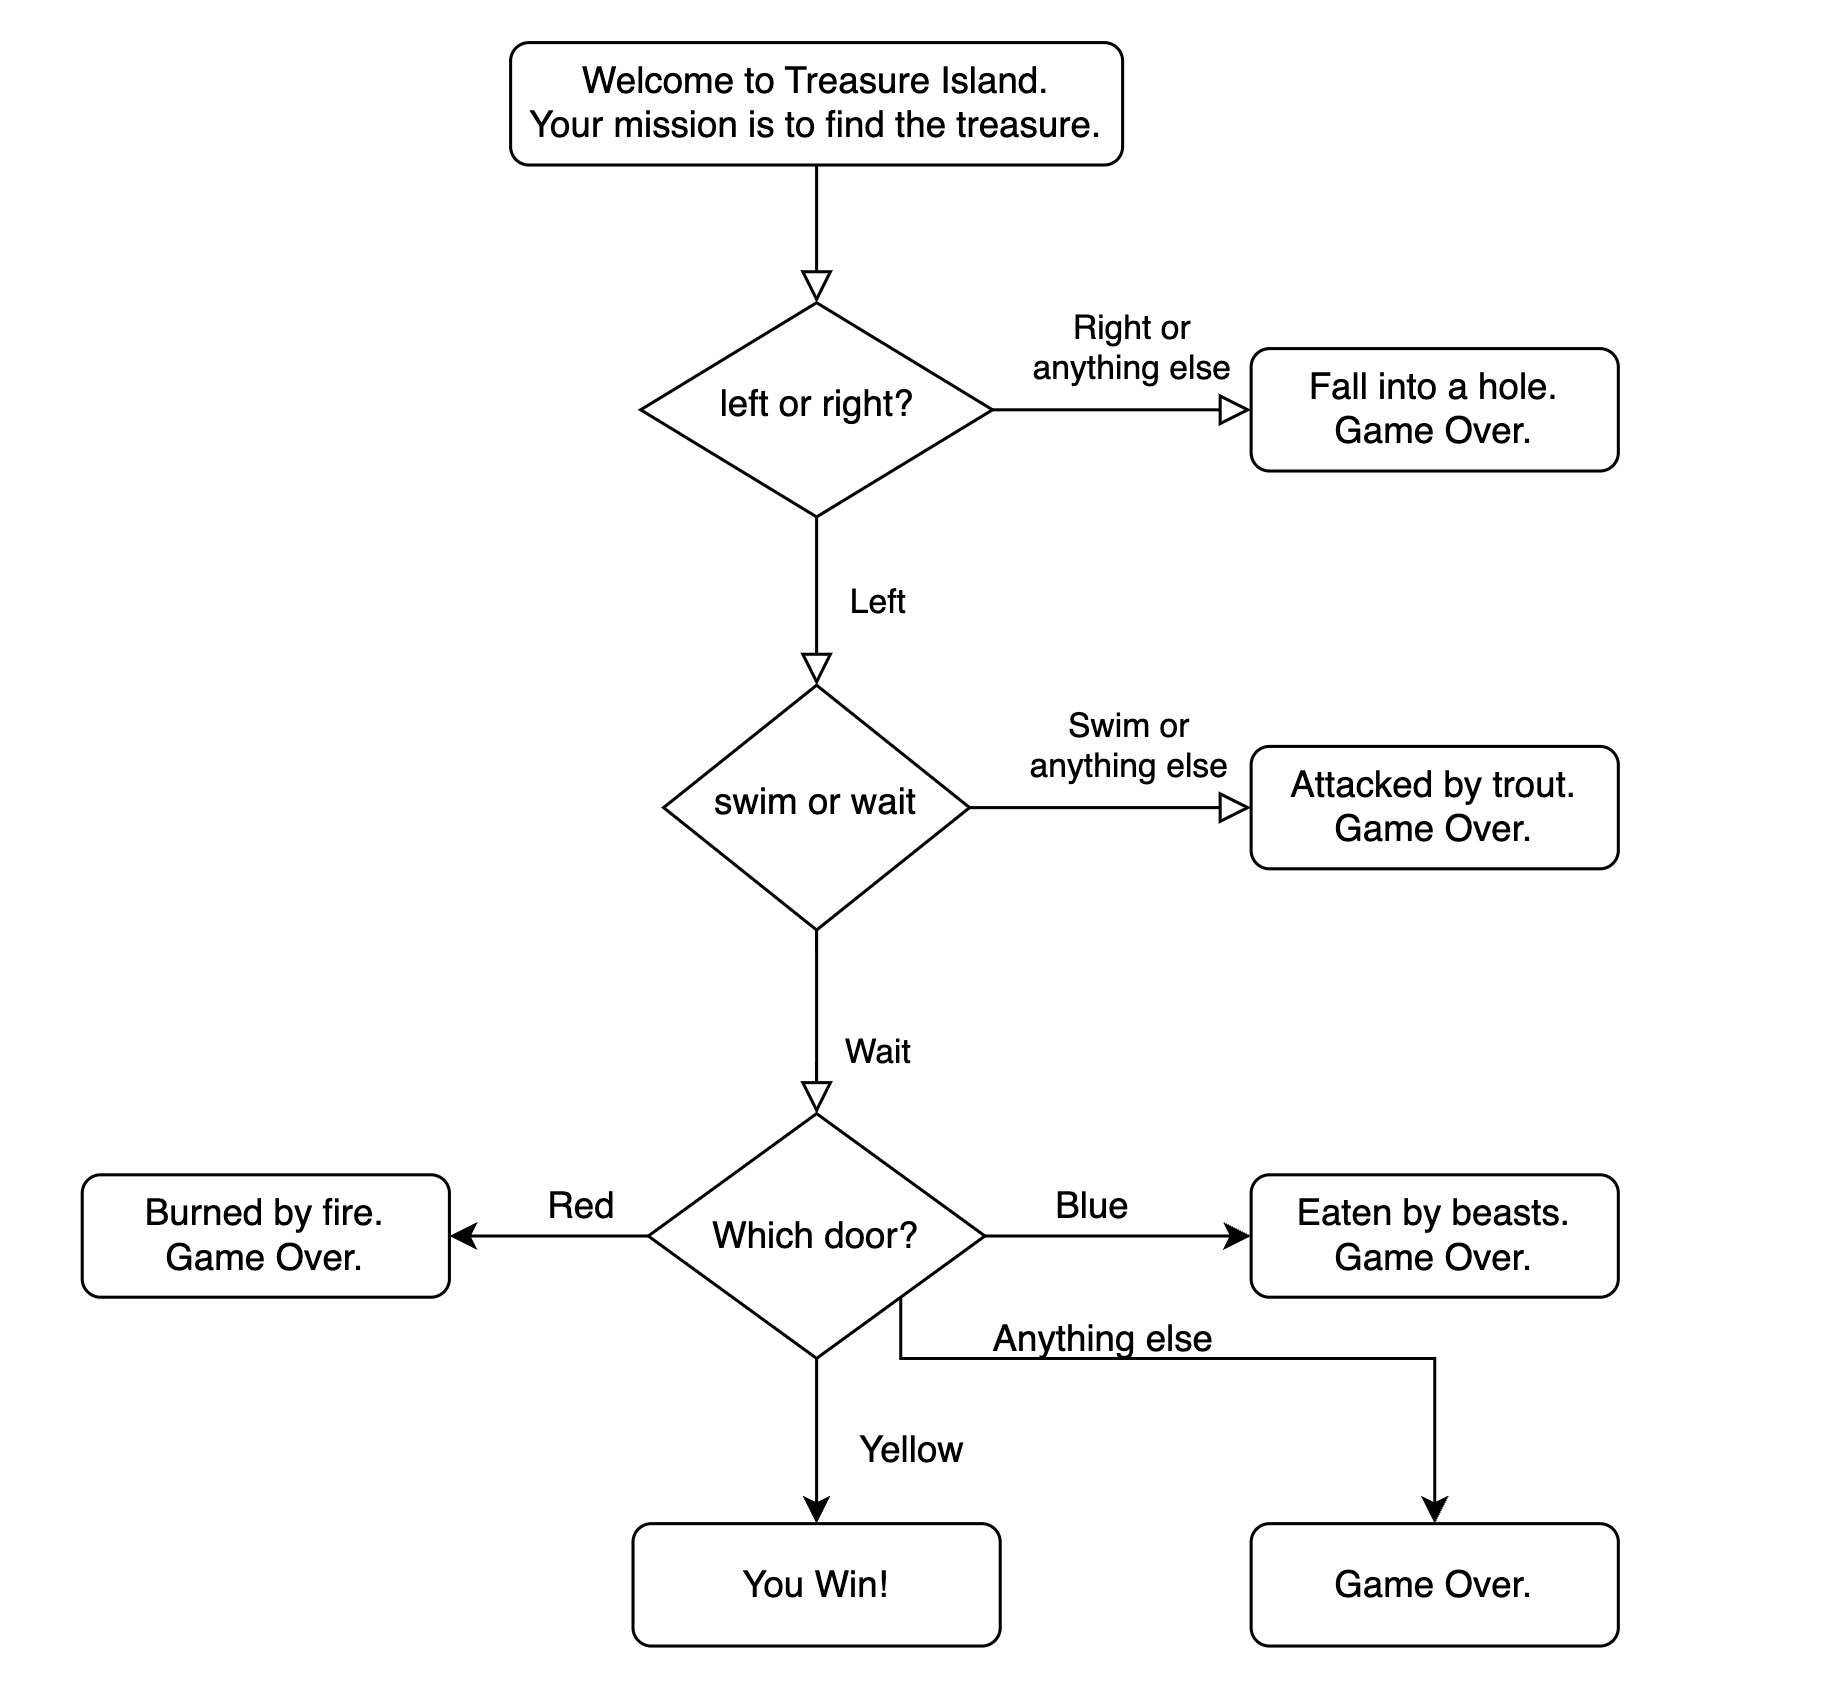 Welcome to Treasure Island.
Your mission is to find the treasure.
left or right?
Right or
anything else
Fall into a hole.
Game Over.
Left
swim or wait
Swim or
anything else
Attacked by trout.
Game Over.
Wait
Which door?
Red
Burned by fire.
Game Over.
Blue
Eaten by beasts.
Game Over.
Anything else
Yellow
You Win!
Game Over.